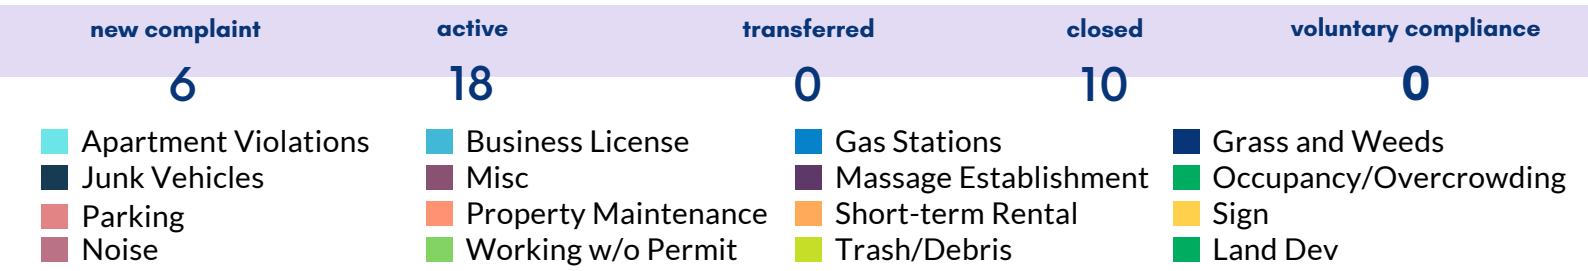 new complaint active transferred closed voluntary compliance
6 18 0 10 0
Apartment Violations Business License Gas Stations Grass and Weeds
Junk Vehicles Misc Massage Establishment Occupancy/Overcrowding
Parking Property Maintenance Short-term Rental Sign
Noise Working w/o Permit Trash/Debris Land Dev